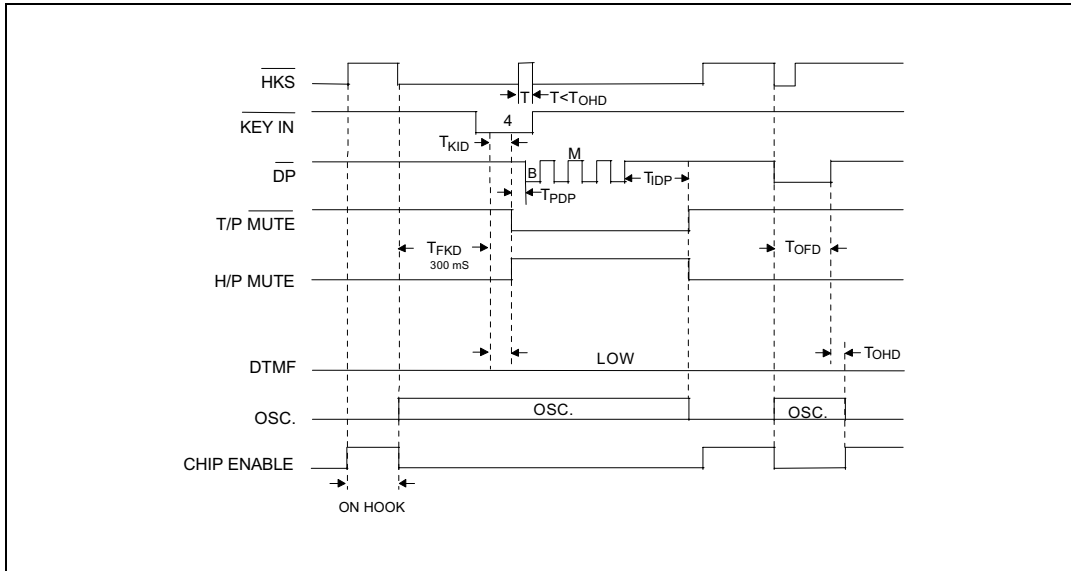 HKS
T T<TOHD
KEY IN
4
TKID
M
DP
B
TIDP
TPDP
T/P MUTE
TFKD
300 mS
TOFD
H/P MUTE
TOHD
LOW
DTMF
OSC.
OSC.
OSC.
CHIP ENABLE
ON HOOK